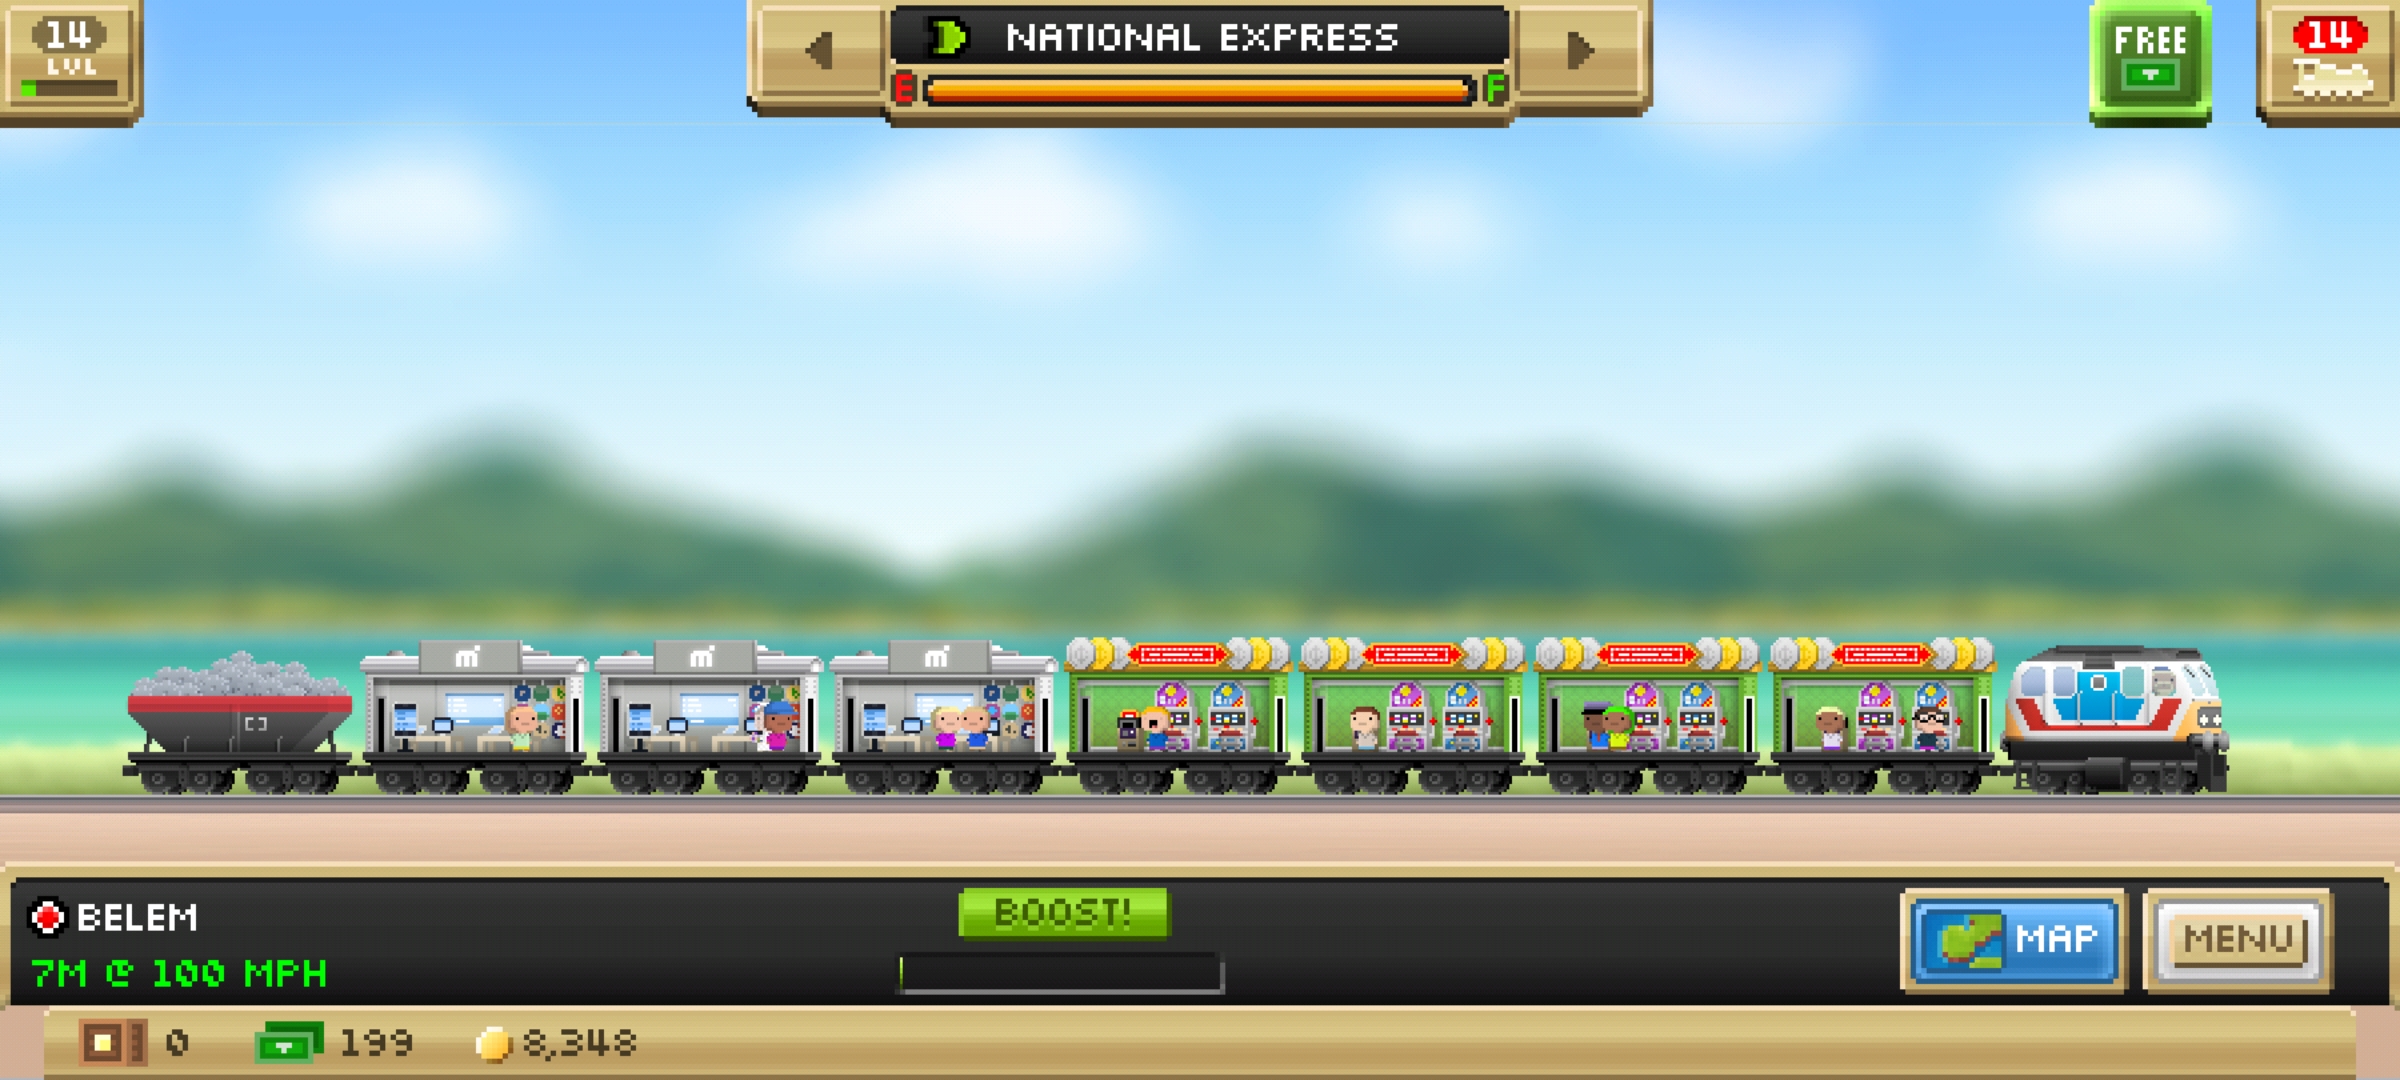 14
LVL
NATIONAL EXPRESS
E F
FREE
14
m
m
m
BELEM
7M @ 100 MPH
BOOST!
MAP
MENU
0
199
8,348